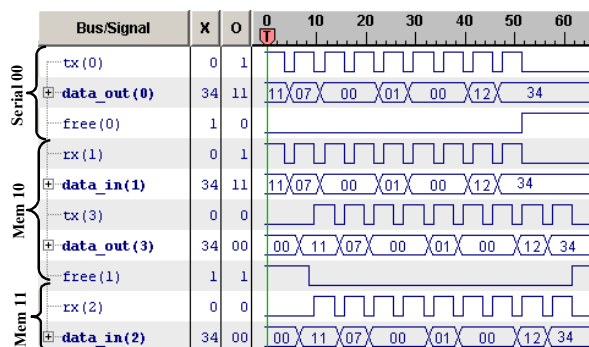 Bus/Signal X O 0 10 20 30 40 50 60
T
Serial 00
tx(0) 0 1
data_out(0) 34 11 11 07 00 01 00 12 34
free(0) 1 0
Mem 10
rx(1) 0 1
data_in(1) 34 11 11 07 00 01 00 12 34
tx(3) 0 0
data_out(3) 34 00 00 11 07 00 01 00 12 34
free(1) 1 1
Mem 11
rx(2) 0 0
data_in(2) 34 00 00 11 07 00 01 00 12 34